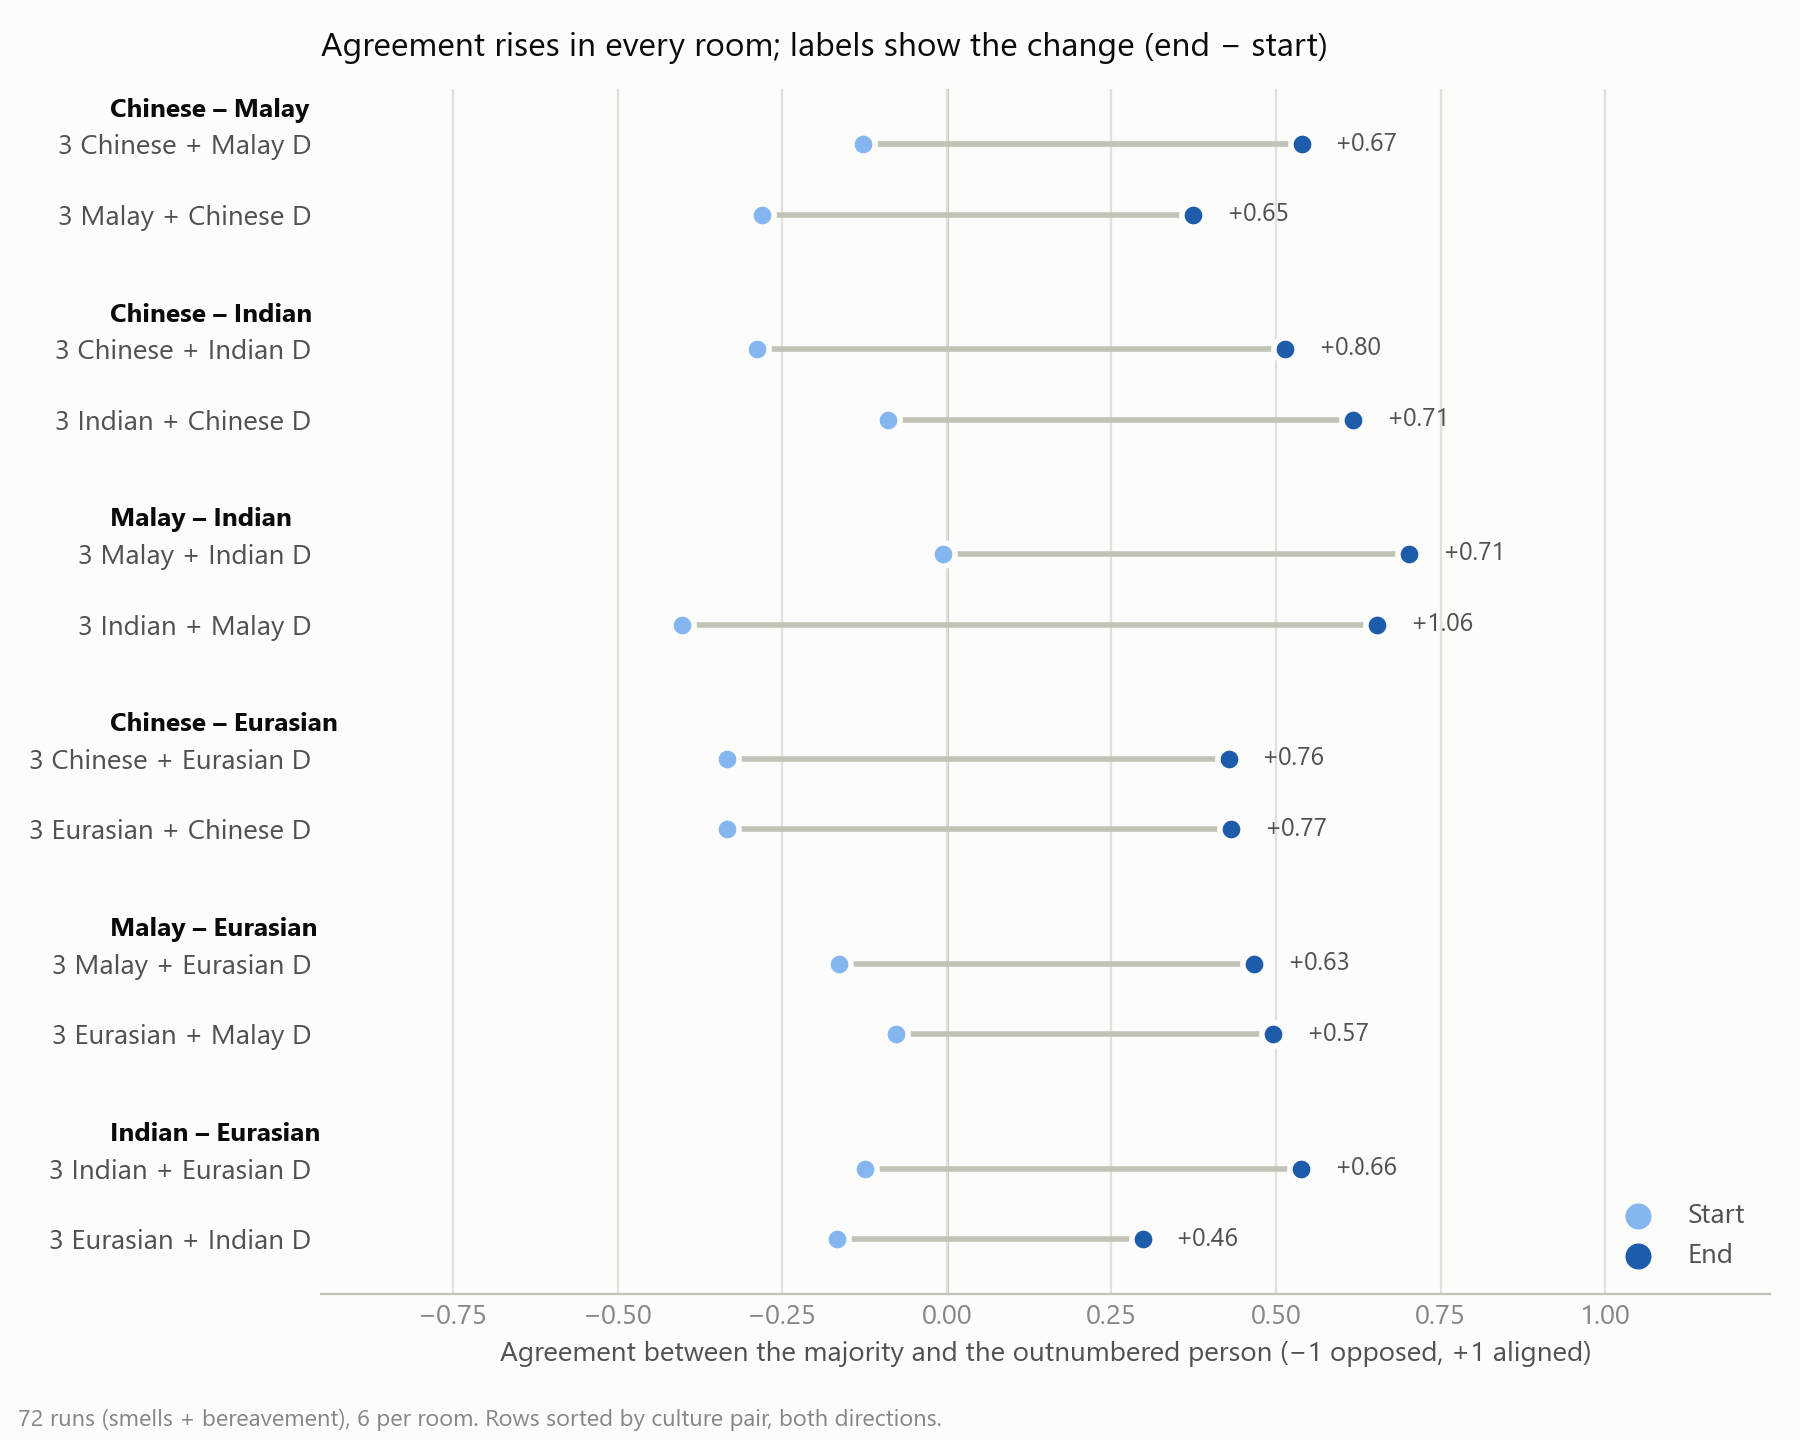 Agreement rises in every room; labels show the change (end − start)
Chinese – Malay
3 Chinese + Malay D
+0.67
3 Malay + Chinese D
+0.65
Chinese – Indian
3 Chinese + Indian D
+0.80
3 Indian + Chinese D
+0.71
Malay – Indian
3 Malay + Indian D
+0.71
3 Indian + Malay D
+1.06
Chinese – Eurasian
3 Chinese + Eurasian D
+0.76
3 Eurasian + Chinese D
+0.77
Malay – Eurasian
3 Malay + Eurasian D
+0.63
3 Eurasian + Malay D
+0.57
Indian – Eurasian
3 Indian + Eurasian D
+0.66
3 Eurasian + Indian D
+0.46
Start
End
−0.75 −0.50 −0.25 0.00 0.25 0.50 0.75 1.00
Agreement between the majority and the outnumbered person (−1 opposed, +1 aligned)
72 runs (smells + bereavement), 6 per room. Rows sorted by culture pair, both directions.